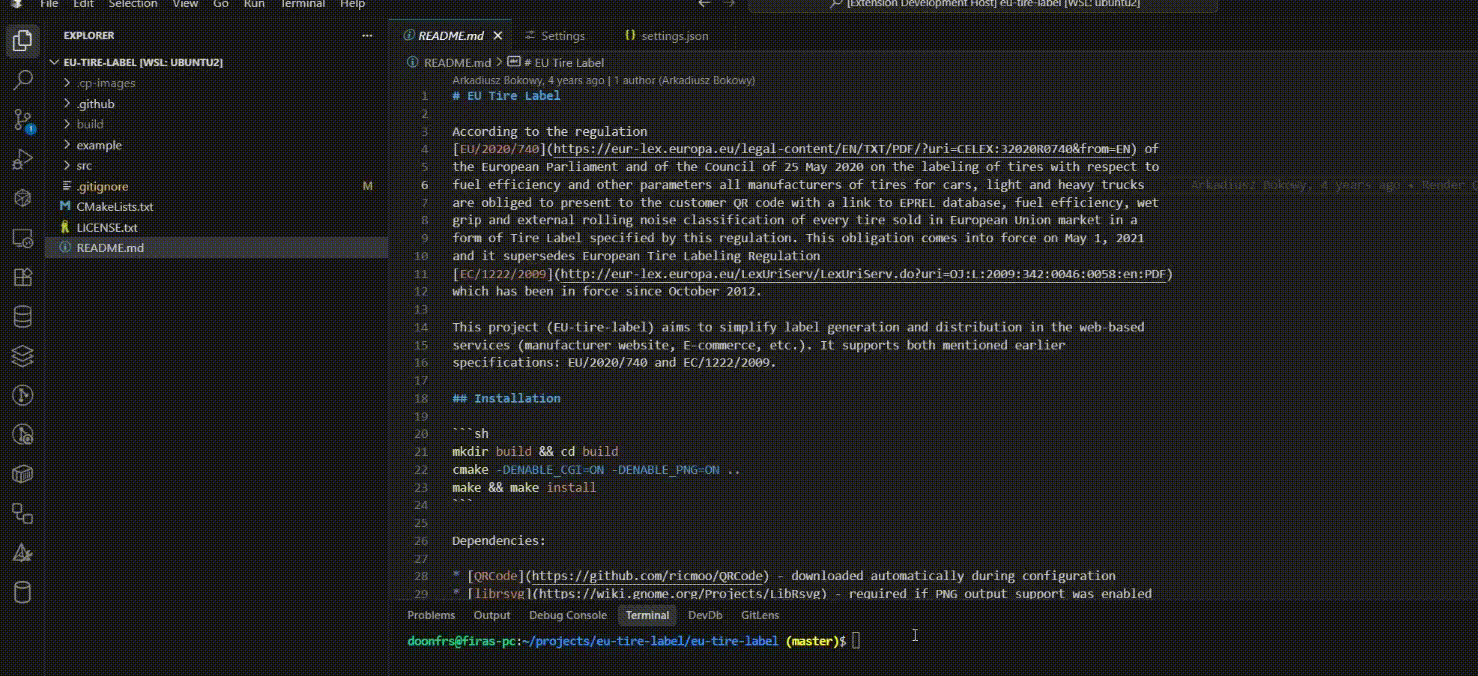 File Edit Selection View Go Run Terminal Help
[Extension Development Host] eu-tire-label [WSL: ubuntu2]
EXPLORER
EU-TIRE-LABEL [WSL: UBUNTU2]
.cp-images
.github
build
example
src
.gitignore M
CMakeLists.txt
LICENSE.txt
README.md
1
README.md Settings settings.json
README.md > # EU Tire Label
Arkadiusz Bokowy, 4 years ago | 1 author (Arkadiusz Bokowy)
1 # EU Tire Label
2
3 According to the regulation
4 [EU/2020/740](https://eur-lex.europa.eu/legal-content/EN/TXT/PDF/?uri=CELEX:32020R0740&from=EN) of
5 the European Parliament and of the Council of 25 May 2020 on the labeling of tires with respect to
6 fuel efficiency and other parameters all manufacturers of tires for cars, light and heavy trucks Arkadiusz Bokowy, 4 years ago • Render
7 are obliged to present to the customer QR code with a link to EPREL database, fuel efficiency, wet
8 grip and external rolling noise classification of every tire sold in European Union market in a
9 form of Tire Label specified by this regulation. This obligation comes into force on May 1, 2021
10 and it supersedes European Tire Labeling Regulation
11 [EC/1222/2009](http://eur-lex.europa.eu/LexUriServ/LexUriServ.do?uri=OJ:L:2009:342:0046:0058:en:PDF)
12 which has been in force since October 2012.
13
14 This project (EU-tire-label) aims to simplify label generation and distribution in the web-based
15 services (manufacturer website, E-commerce, etc.). It supports both mentioned earlier
16 specifications: EU/2020/740 and EC/1222/2009.
17
18 ## Installation
19
20 ```sh
21 mkdir build && cd build
22 cmake -DENABLE_CGI=ON -DENABLE_PNG=ON ..
23 make && make install
24 ```
25
26 Dependencies:
27
28 * [QRCode](https://github.com/ricmoo/QRCode) - downloaded automatically during configuration
29 * [librsvg](https://wiki.gnome.org/Projects/LibRsvg) - required if PNG output support was enabled
Problems Output Debug Console Terminal DevDb GitLens
doonfrs@firas-pc:~/projects/eu-tire-label/eu-tire-label (master)$